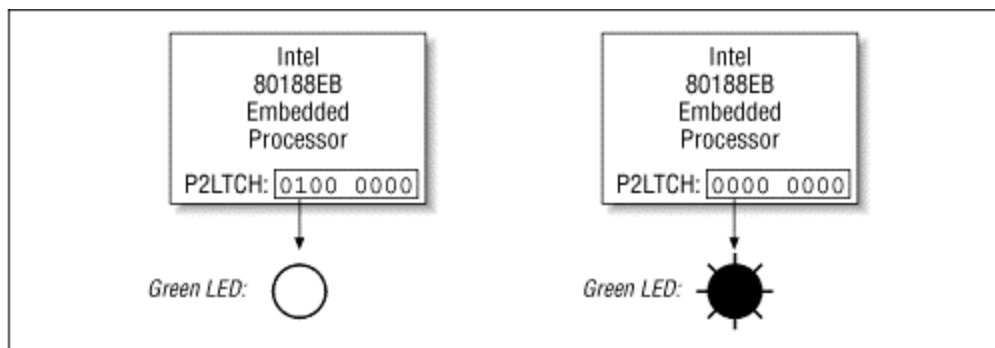 Intel
80188EB
Embedded
Processor
P2LTCH: 0100 0000
Green LED:
Intel
80188EB
Embedded
Processor
P2LTCH: 0000 0000
Green LED: